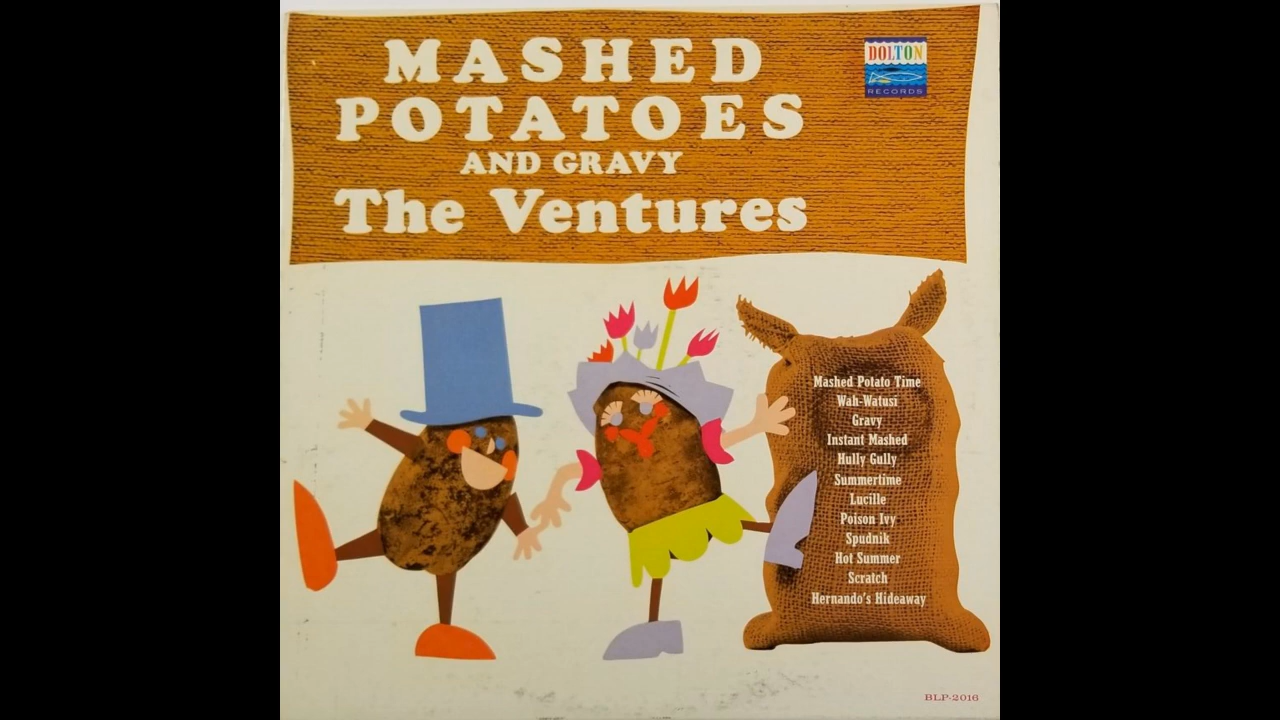 MASHED
POTATOES
AND GRAVY
The Ventures
DOLTON
RECORDS
Mashed Potato Time
Wah-Watusi
Gravy
Instant Mashed
Hully Gully
Summertime
Lucille
Poison Ivy
Spudnik
Hot Summer
Scratch
Hernando's Hideaway
BLP-2016